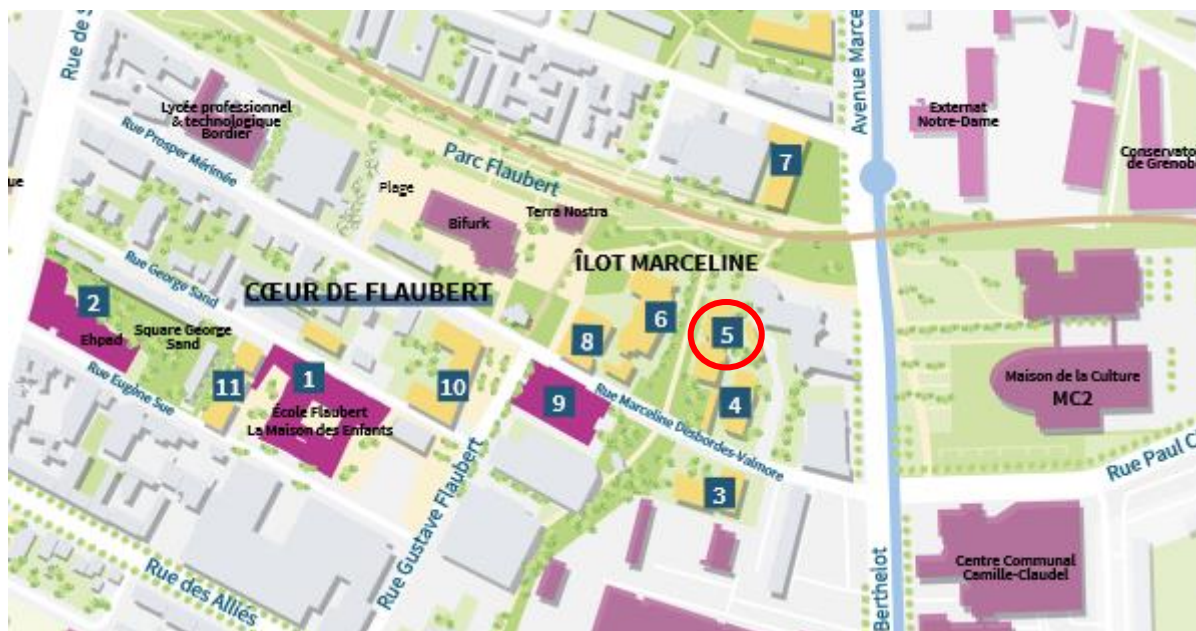 Rue de S
Avenue Marce
Lycée professionnel
& technologique
Bordier
Externat
Notre-Dame
Rue Prosper Mérimée
Parc Flaubert
7
Conservato
de Grenob
ue
Plage
Bifurk
Terra Nostra
Rue George Sand
ÎLOT MARCELINE
CŒUR DE FLAUBERT
2
Ehpad
Square George
Sand
6
5
8
Rue Eugène Sue
11
1
École Flaubert
La Maison des Enfants
10
9
Rue Marceline Desbordes-Valmore
4
Maison de la Culture
MC2
Rue Paul C
3
Rue Gustave Flaubert
Rue des Alliés
Centre Communal
Camille-Claudel
Berthelot